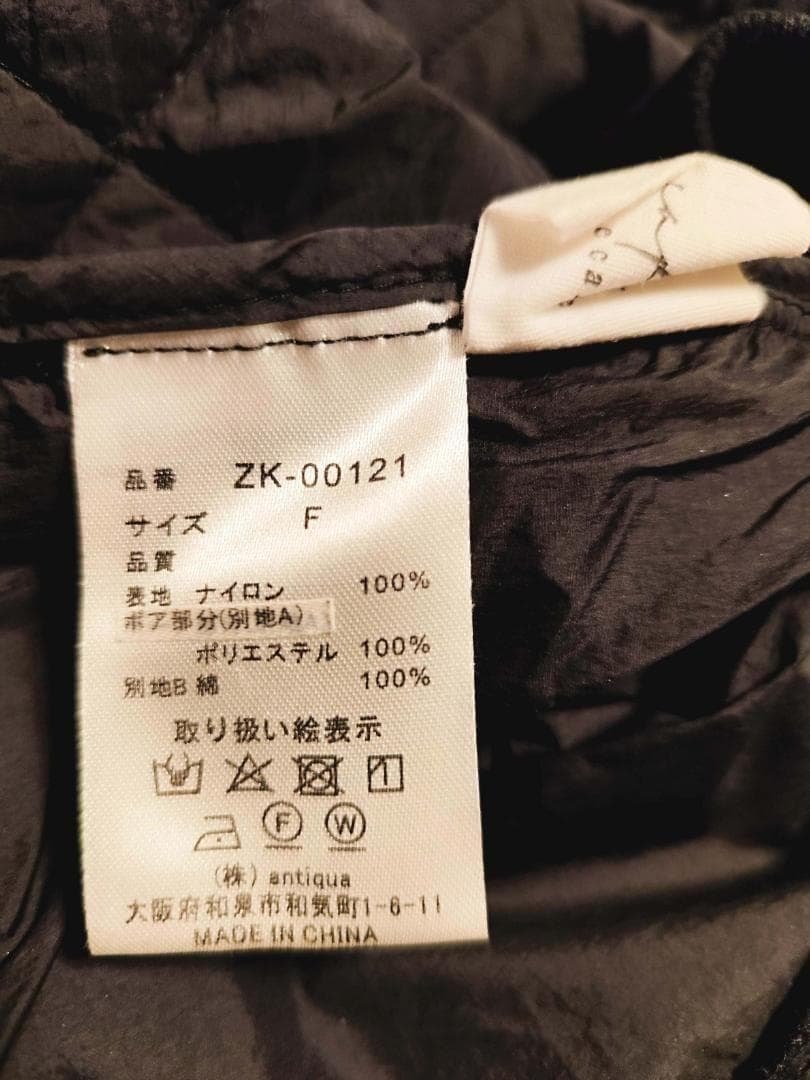 品番 ZK-00121
サイズ F
品質
表地 ナイロン 100%
ボア部分(別地A)
ポリエステル 100%
別地B 綿 100%
取り扱い絵表示
F W
(株) antiqua
大阪府和泉市和気町1-6-11
MADE IN CHINA
cca